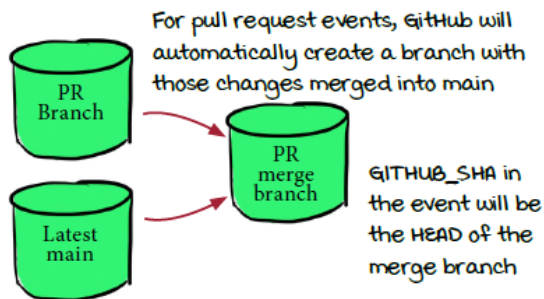 For pull request events, GitHub will
automatically create a branch with
those changes merged into main
PR
Branch
PR
merge
branch
Latest
main
GITHUB_SHA in
the event will be
the HEAD of the
merge branch